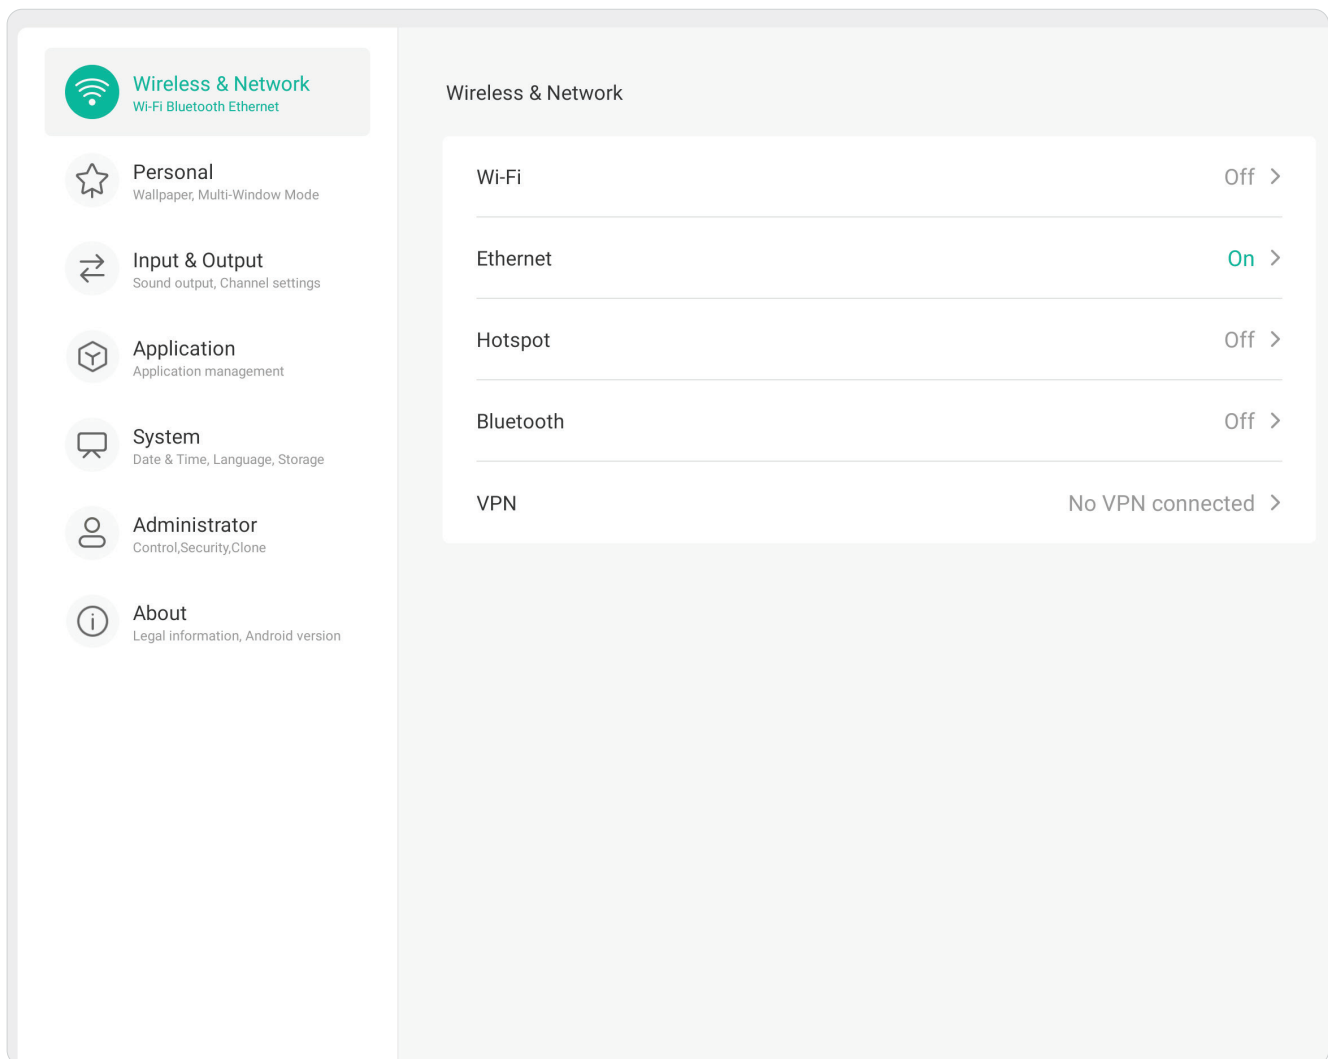 Wireless & Network
Wi-Fi Bluetooth Ethernet
Personal
Wallpaper, Multi-Window Mode
Input & Output
Sound output, Channel settings
Application
Application management
System
Date & Time, Language, Storage
Administrator
Control,Security,Clone
About
Legal information, Android version
Wireless & Network
Wi-Fi Off
Ethernet On
Hotspot Off
Bluetooth Off
VPN No VPN connected